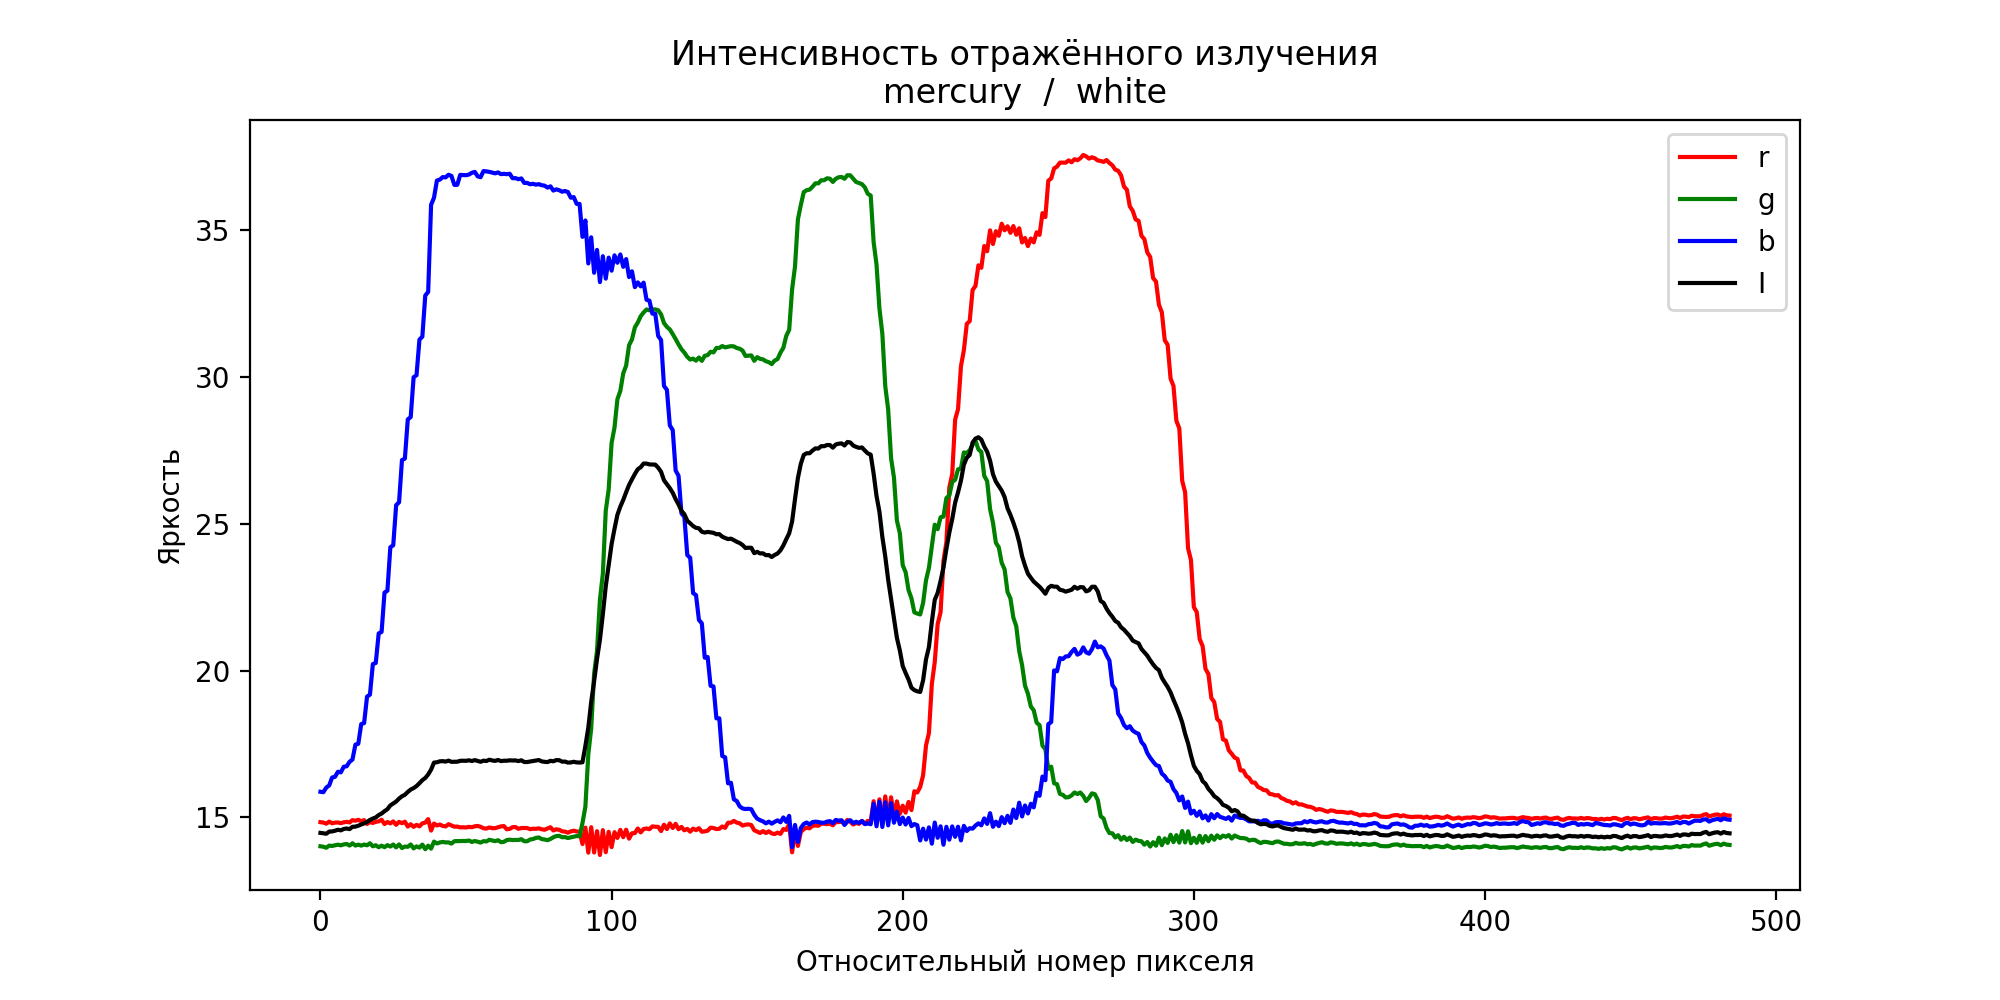 Интенсивность отражённого излучения
mercury / white
r
g
b
l
Яркость
35
30
25
20
15
0 100 200 300 400 500
Относительный номер пикселя